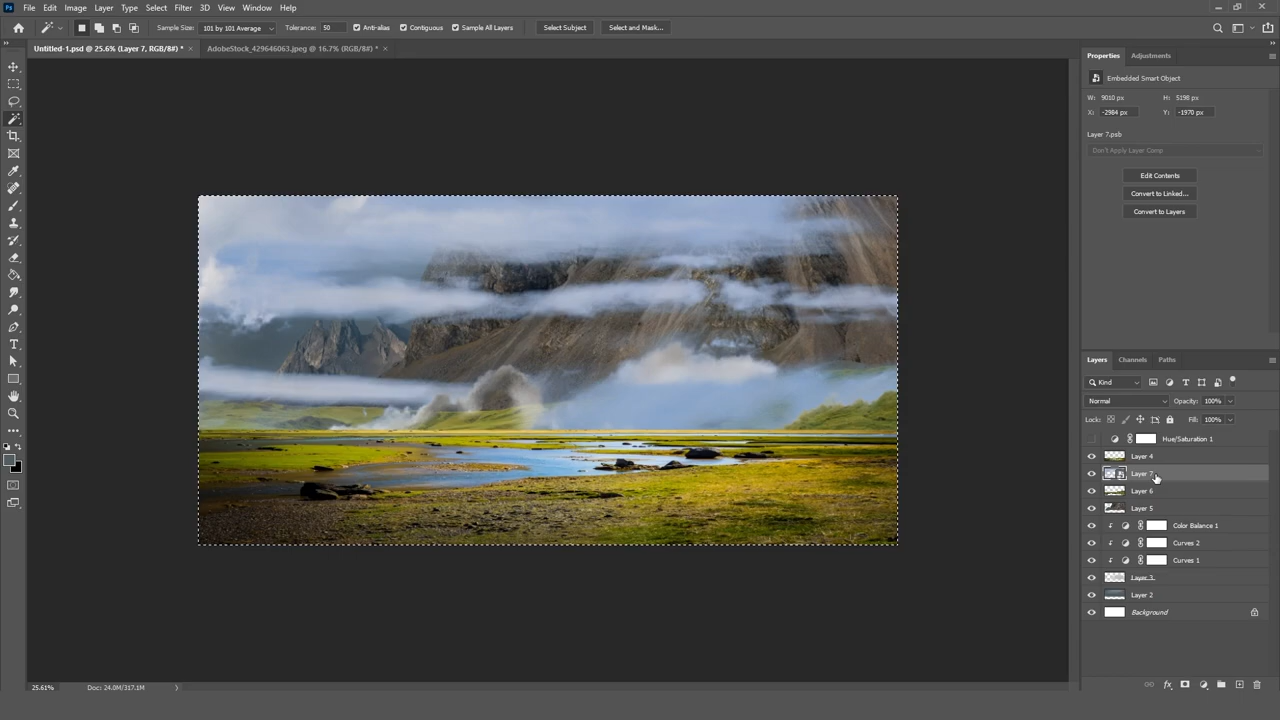 Ps File Edit Image Layer Type Select Filter 3D View Window Help
Sample Size: 101 by 101 Average Tolerance: 50 Anti-alias Contiguous Sample All Layers Select Subject Select and Mask...
Untitled-1.psd @ 25.6% (Layer 7, RGB/8#) * × AdobeStock_429646063.jpeg @ 16.7% (RGB/8#) * ×
Properties Adjustments
Embedded Smart Object
W: 9010 px H: 5198 px
X: -2984 px Y: -1970 px
Layer 7.psb
Don't Apply Layer Comp
Edit Contents
Convert to Linked...
Convert to Layers
Layers Channels Paths
Kind
Normal Opacity: 100%
Lock: Fill: 100%
Hue/Saturation 1
Layer 4
Layer 7
Layer 6
Layer 5
Color Balance 1
Curves 2
Curves 1
Layer 3
Layer 2
Background
25.61% Doc: 24.0M/317.1M